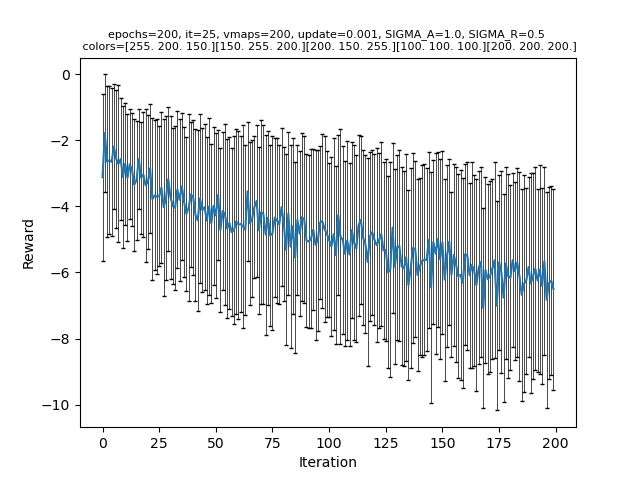 epochs=200, it=25, vmaps=200, update=0.001, SIGMA_A=1.0, SIGMA_R=0.5
colors=[255. 200. 150.][150. 255. 200.][200. 150. 255.][100. 100. 100.][200. 200. 200.]
0
−2
−4
−6
−8
−10
Reward
0 25 50 75 100 125 150 175 200
Iteration